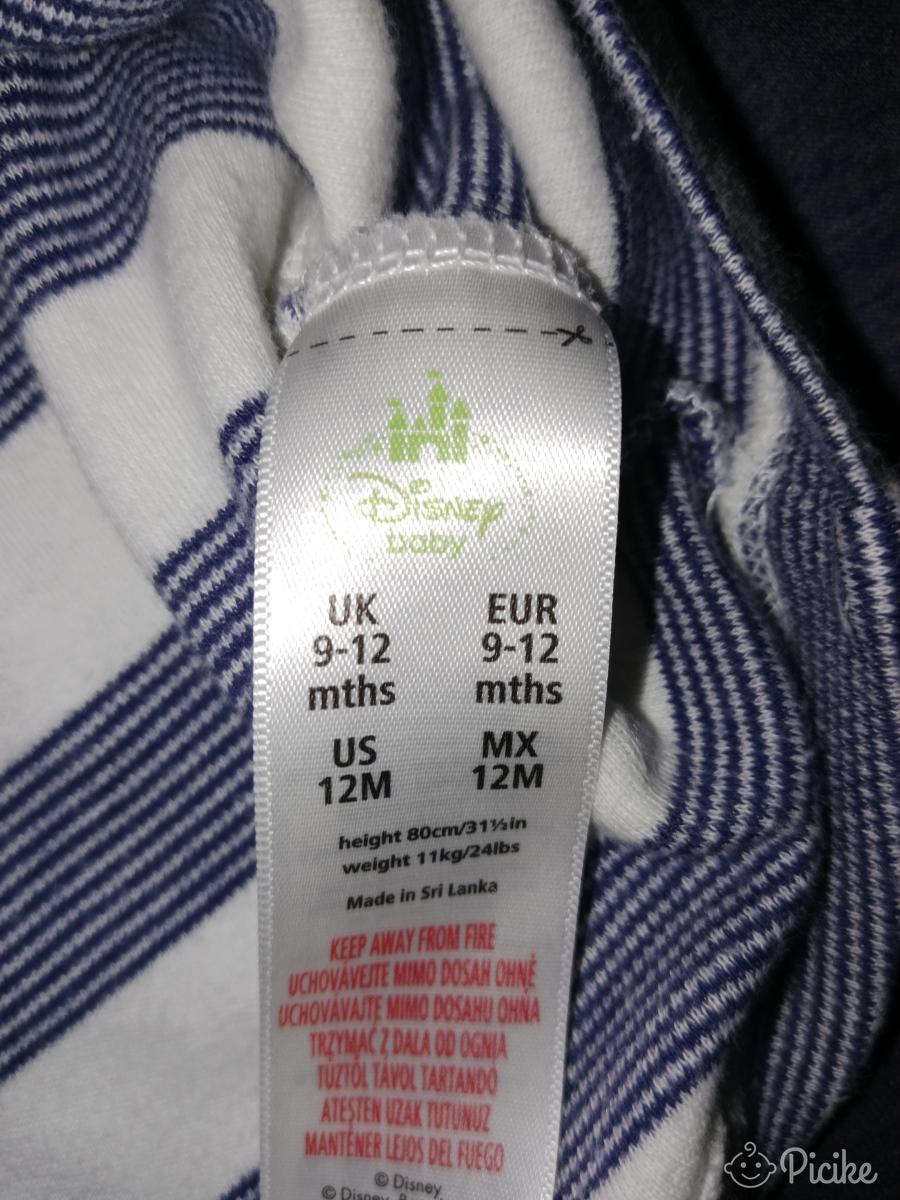 Disney
baby
UK EUR
9-12 9-12
mths mths
US MX
12M 12M
height 80cm/31½in
weight 11kg/24lbs
Made in Sri Lanka
KEEP AWAY FROM FIRE
UCHOVÁVEJTE MIMO DOSAH OHNĚ
UCHOVÁVAJTE MIMO DOSAHU OHŇA
TRZYMAĆ Z DALA OD OGNIA
TŰZTŐL TÁVOL TARTANDÓ
ATEŞTEN UZAK TUTUNUZ
MANTENER LEJOS DEL FUEGO
© Disney
© Disney
Picike